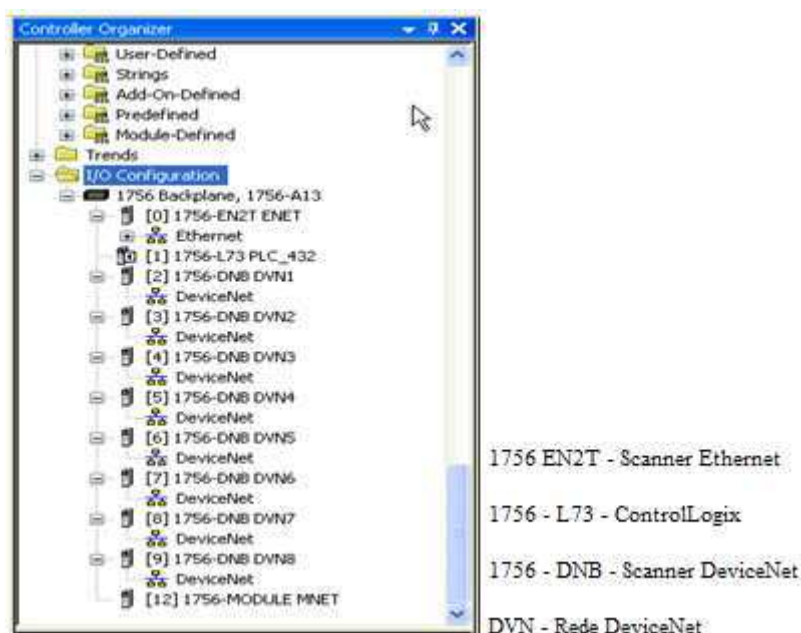 Controller Organizer
User-Defined
Strings
Add-On-Defined
Predefined
Module-Defined
Trends
I/O Configuration
1756 Backplane, 1756-A13
[0] 1756-EN2T ENET
Ethernet
[1] 1756-L73 PLC_432
[2] 1756-DNB DVN1
DeviceNet
[3] 1756-DNB DVN2
DeviceNet
[4] 1756-DNB DVN3
DeviceNet
[5] 1756-DNB DVN4
DeviceNet
[6] 1756-DNB DVN5
DeviceNet
[7] 1756-DNB DVN6
DeviceNet
[8] 1756-DNB DVN7
DeviceNet
[9] 1756-DNB DVN8
DeviceNet
[12] 1756-MODULE MNET
1756 EN2T - Scanner Ethernet
1756 - L73 - ControlLogix
1756 - DNB - Scanner DeviceNet
DVN - Rede DeviceNet